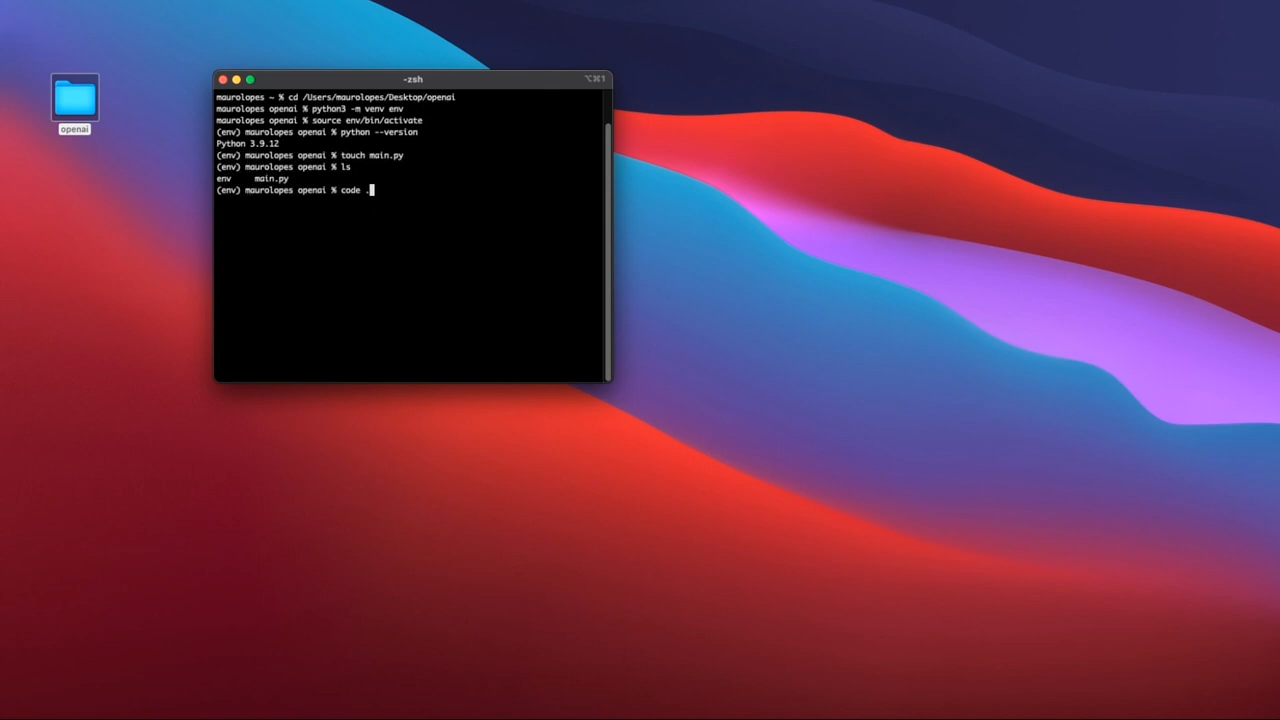 -zsh
⌥⌘1
maurolopes ~ % cd /Users/maurolopes/Desktop/openai
maurolopes openai % python3 -m venv env
maurolopes openai % source env/bin/activate
(env) maurolopes openai % python --version
Python 3.9.12
(env) maurolopes openai % touch main.py
(env) maurolopes openai % ls
env main.py
(env) maurolopes openai % code .
openai